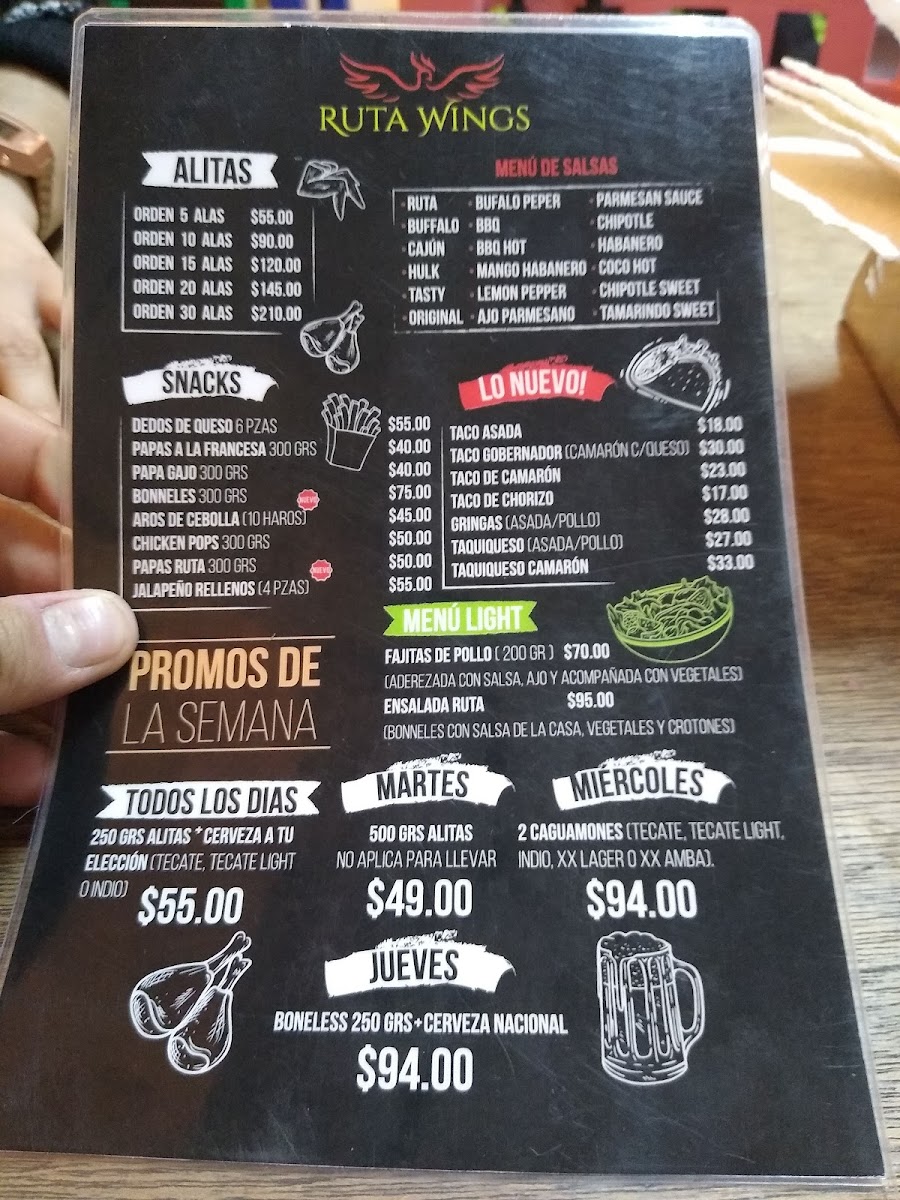 RUTA WINGS
ALITAS
ORDEN 5 ALAS $55.00
ORDEN 10 ALAS $90.00
ORDEN 15 ALAS $120.00
ORDEN 20 ALAS $145.00
ORDEN 30 ALAS $210.00
MENÚ DE SALSAS
· RUTA · BUFALO PEPER · PARMESAN SAUCE
· BUFFALO · BBQ · CHIPOTLE
· CAJÚN · BBQ HOT · HABANERO
· HULK · MANGO HABANERO · COCO HOT
· TASTY · LEMON PEPPER · CHIPOTLE SWEET
· ORIGINAL · AJO PARMESANO · TAMARINDO SWEET
SNACKS
DEDOS DE QUESO 6 PZAS $55.00
PAPAS A LA FRANCESA 300 GRS $40.00
PAPA GAJO 300 GRS $40.00
BONNELES 300 GRS $75.00
NUEVO
AROS DE CEBOLLA (10 HAROS) $45.00
CHICKEN POPS 300 GRS $50.00
PAPAS RUTA 300 GRS $50.00
NUEVO
JALAPEÑO RELLENOS (4 PZAS) $55.00
LO NUEVO!
TACO ASADA $18.00
TACO GOBERNADOR (CAMARÓN C/QUESO) $30.00
TACO DE CAMARÓN $23.00
TACO DE CHORIZO $17.00
GRINGAS (ASADA/POLLO) $28.00
TAQUIQUESO (ASADA/POLLO) $27.00
TAQUIQUESO CAMARÓN $33.00
MENÚ LIGHT
FAJITAS DE POLLO ( 200 GR ) $70.00
(ADEREZADA CON SALSA, AJO Y ACOMPAÑADA CON VEGETALES)
ENSALADA RUTA $95.00
(BONNELES CON SALSA DE LA CASA, VEGETALES Y CROTONES)
PROMOS DE
LA SEMANA
TODOS LOS DIAS
250 GRS ALITAS + CERVEZA A TU
ELECCIÓN (TECATE, TECATE LIGHT
O INDIO)
$55.00
MARTES
500 GRS ALITAS
NO APLICA PARA LLEVAR
$49.00
MIÉRCOLES
2 CAGUAMONES (TECATE, TECATE LIGHT,
INDIO, XX LAGER O XX AMBA).
$94.00
JUEVES
BONELESS 250 GRS+CERVEZA NACIONAL
$94.00